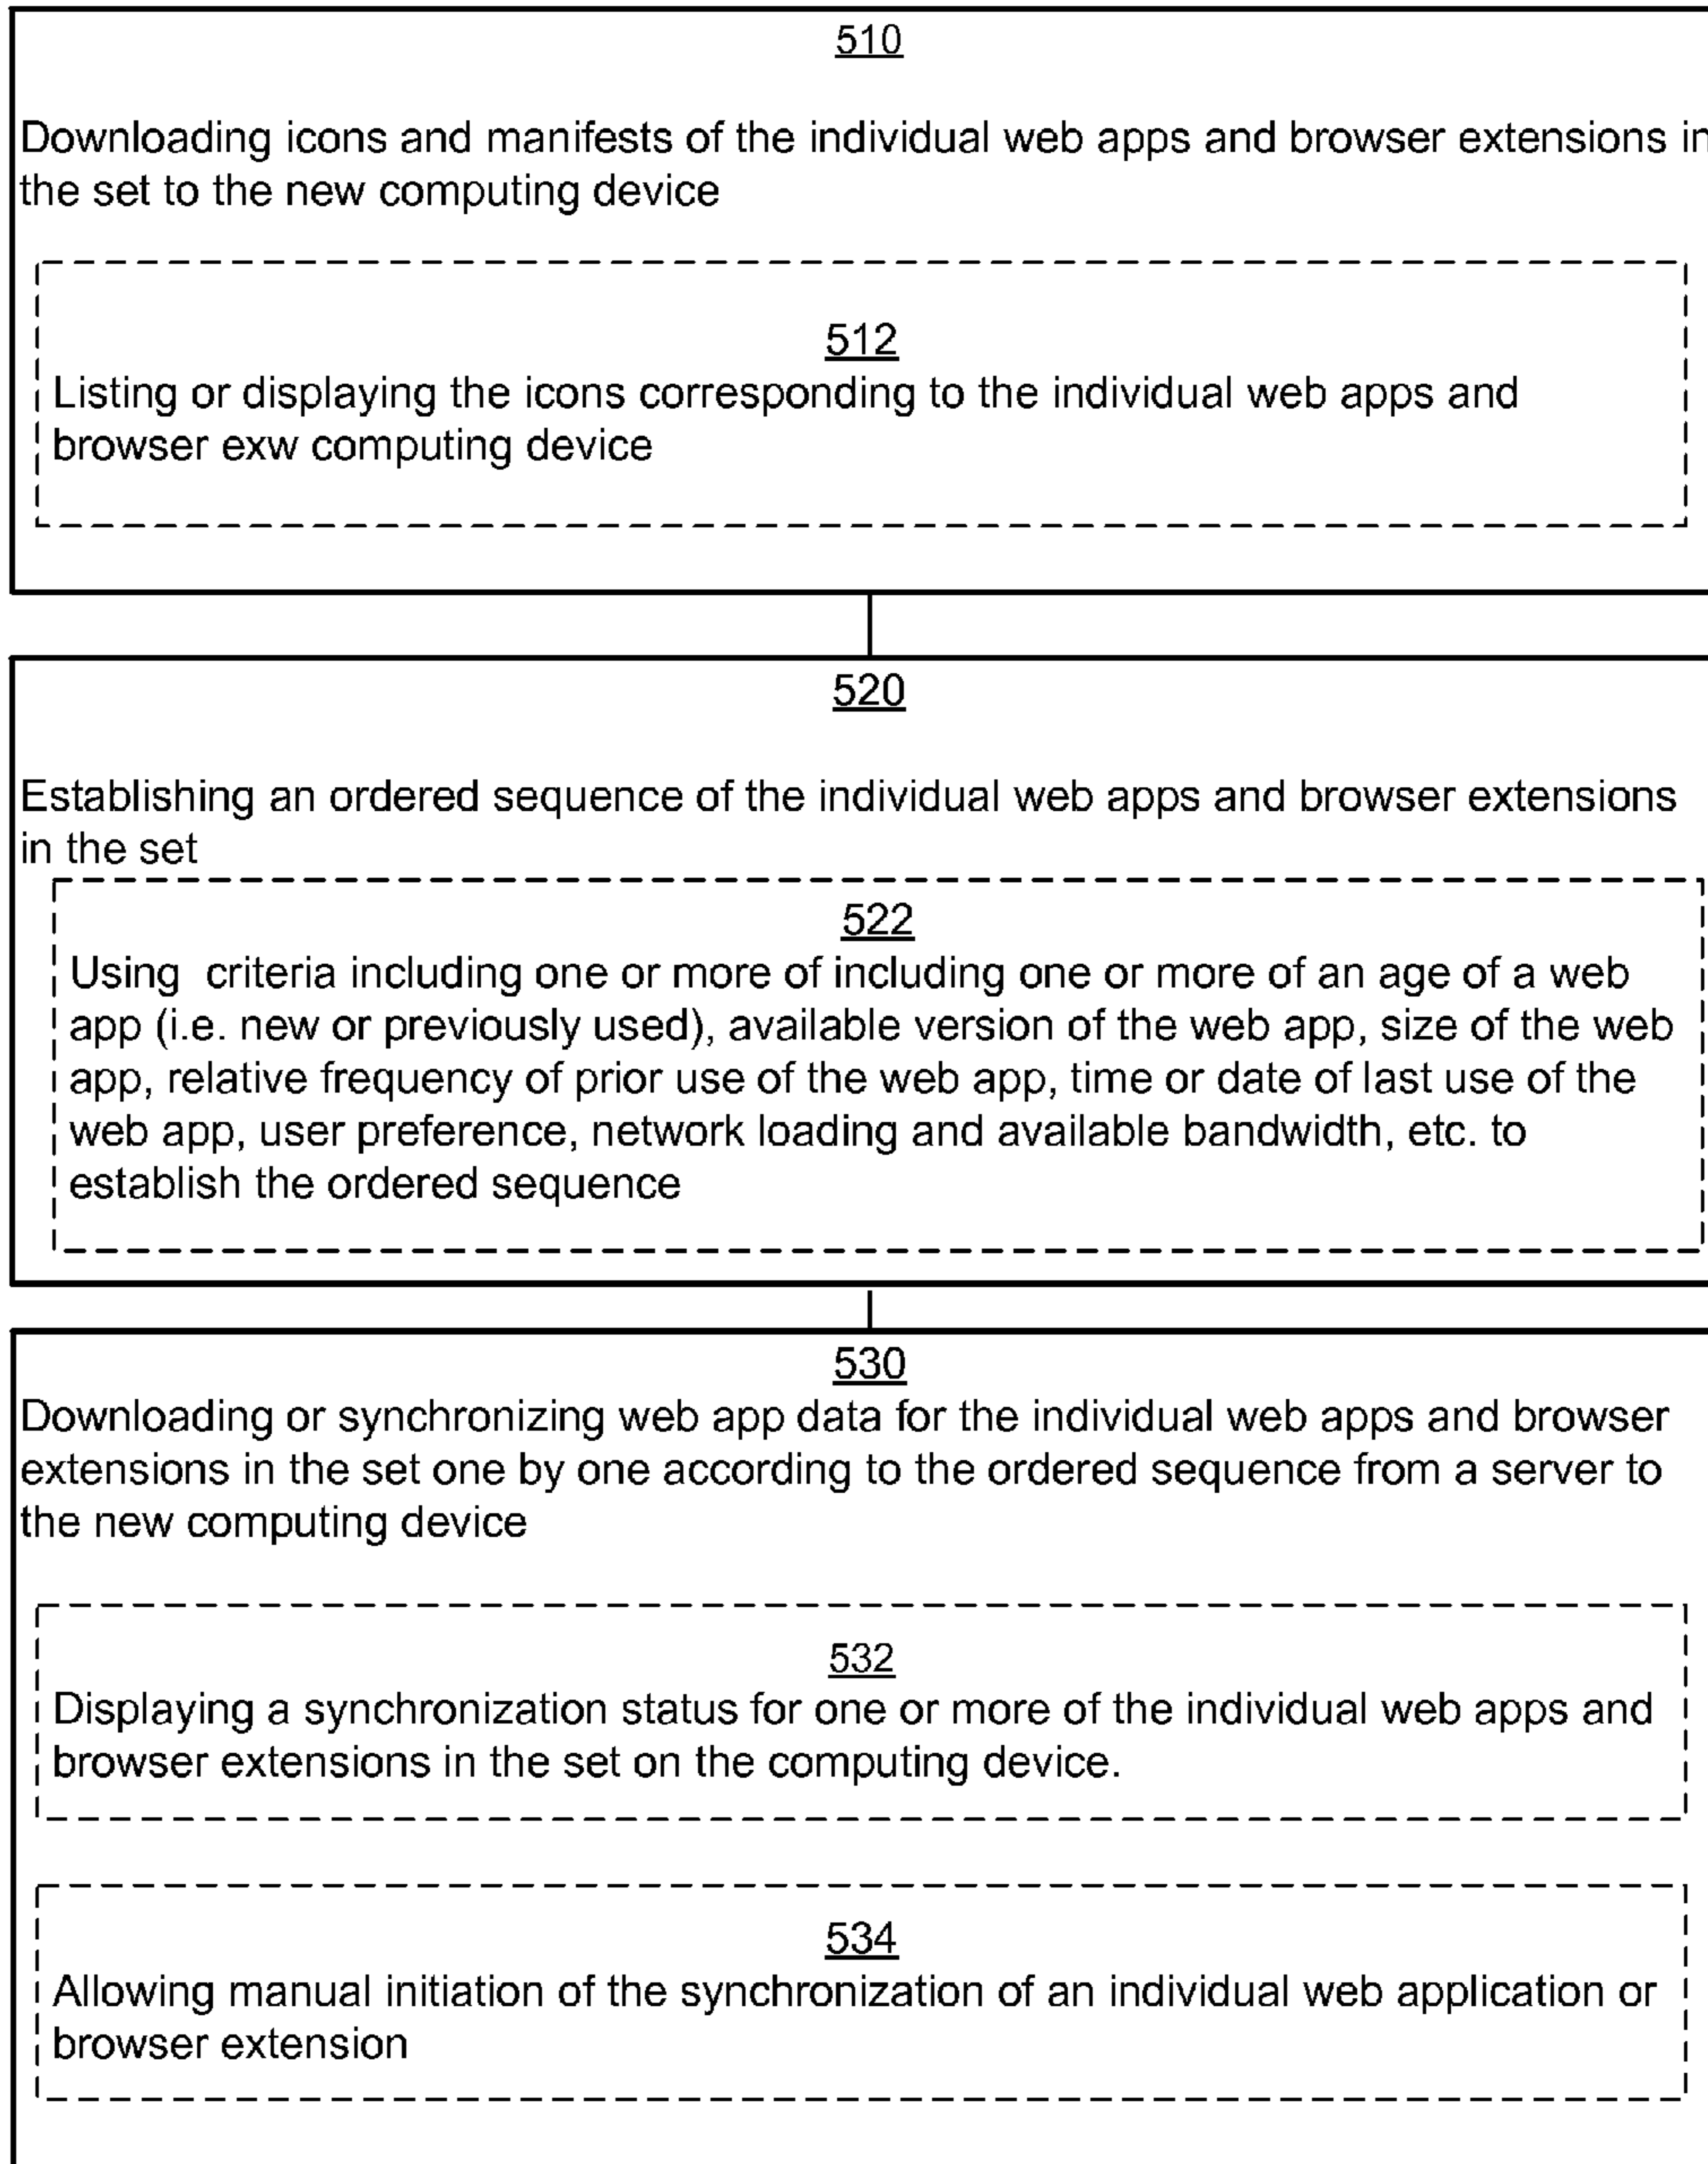 510
Downloading icons and manifests of the individual web apps and browser extensions in
the set to the new computing device
512
Listing or displaying the icons corresponding to the individual web apps and
browser exw computing device
520
Establishing an ordered sequence of the individual web apps and browser extensions
in the set
522
Using criteria including one or more of including one or more of an age of a web
app (i.e. new or previously used), available version of the web app, size of the web
app, relative frequency of prior use of the web app, time or date of last use of the
web app, user preference, network loading and available bandwidth, etc. to
establish the ordered sequence
530
Downloading or synchronizing web app data for the individual web apps and browser
extensions in the set one by one according to the ordered sequence from a server to
the new computing device
532
Displaying a synchronization status for one or more of the individual web apps and
browser extensions in the set on the computing device.
534
Allowing manual initiation of the synchronization of an individual web application or
browser extension